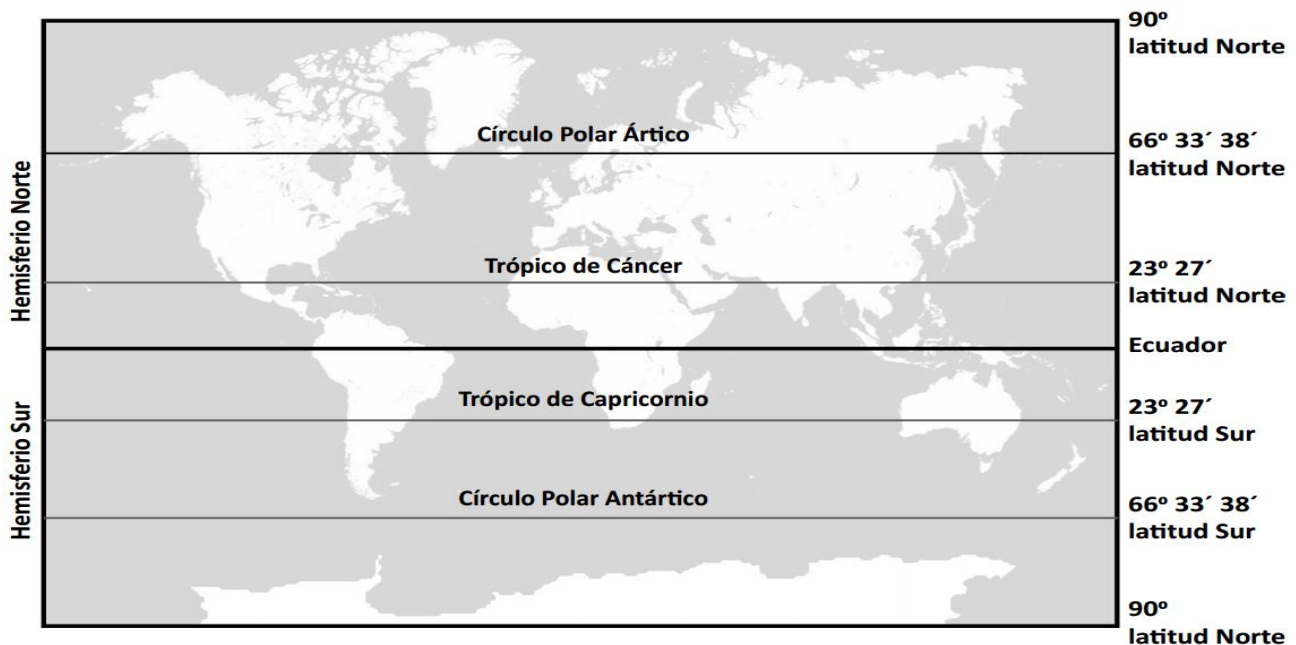 90º
latitud Norte
Círculo Polar Ártico
66º 33´ 38´
latitud Norte
Hemisferio Norte
Trópico de Cáncer
23º 27´
latitud Norte
Ecuador
Trópico de Capricornio
23º 27´
latitud Sur
Hemisferio Sur
Círculo Polar Antártico
66º 33´ 38´
latitud Sur
90º
latitud Norte